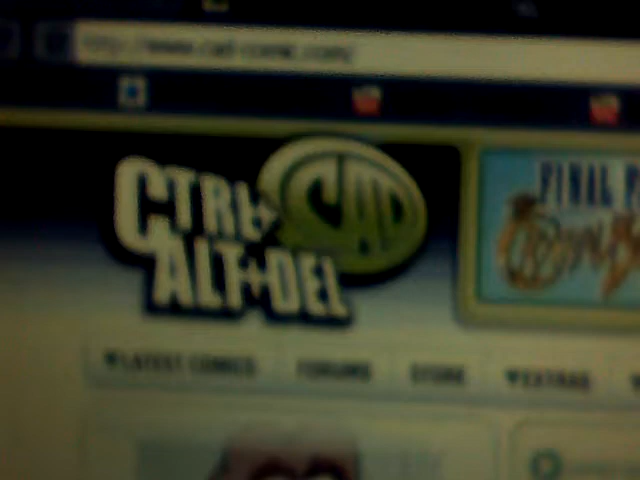 http://www.cad-comic.com/
CTRL+
ALT+DEL
CAD
FINAL F
LATEST COMICS FORUMS STORE EXTRAS